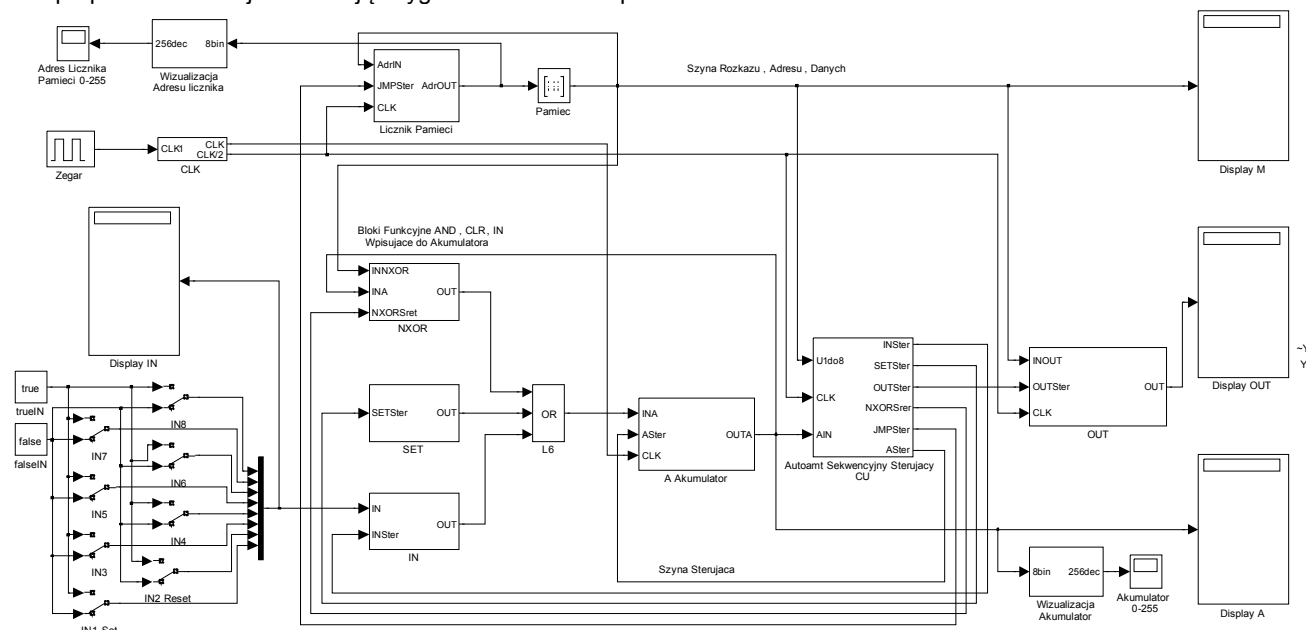 256dec
8bin
Adres Licznika
Pamieci 0-255
Wizualizacja
Adresu licznika
AdrIN
JMPSter
AdrOUT
CLK
Licznik Pamieci
Pamiec
Szyna Rozkazu , Adresu , Danych
Display M
Zegar
CLK1
CLK
CLK/2
CLK
Display IN
Bloki Funkcyjne AND , CLR, IN
Wpisujace do Akumulatora
INNXOR
INA
OUT
NXORSret
NXOR
SETSter
OUT
SET
IN
OUT
INSter
IN
OR
L6
INA
ASter
OUTA
CLK
A Akumulator
U1do8
CLK
AIN
INSter
SETSter
OUTSter
NXORSrer
JMPSter
ASter
Autoamt Sekwencyjny Sterujacy
CU
INOUT
OUTSter
OUT
CLK
OUT
Display OUT
~Y
Y
true
trueIN
false
falseIN
IN8
IN7
IN6
IN5
IN4
IN3
IN2 Reset
IN1 Set
Szyna Sterujaca
8bin
256dec
Wizualizacja
Akumulator
Akumulator
0-255
Display A